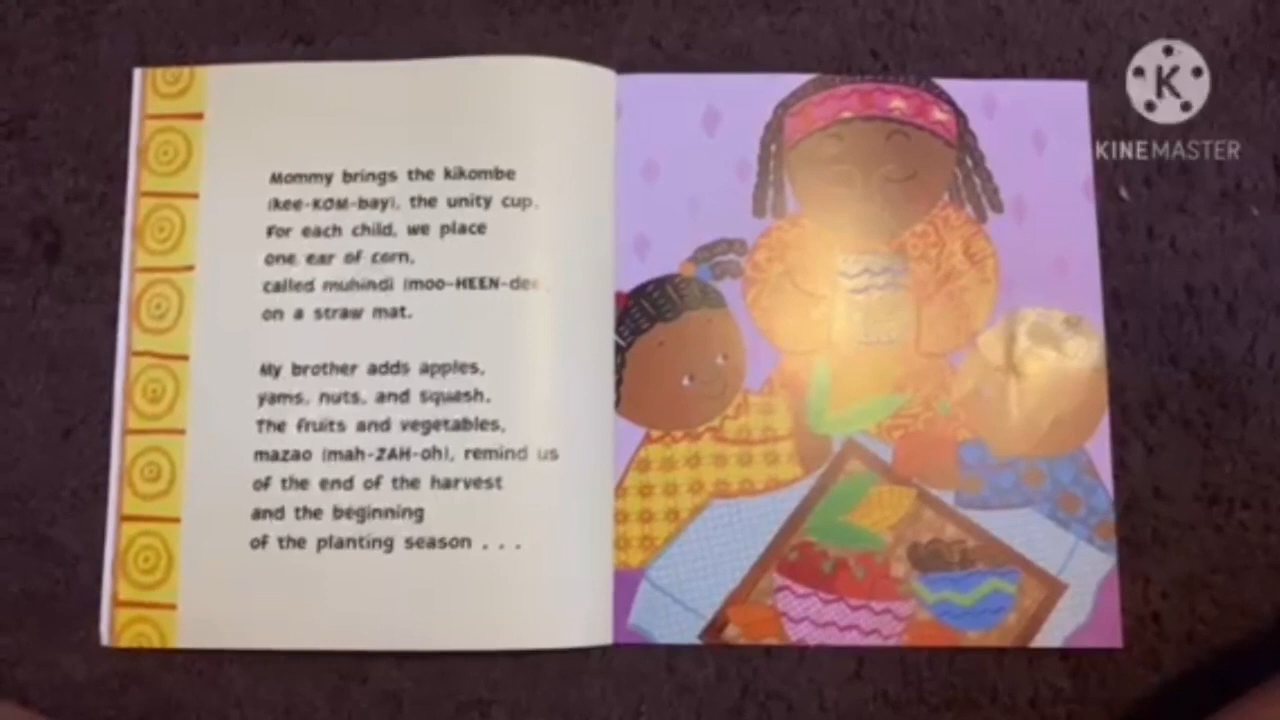 Mommy brings the kikombe
(kee-KOM-bay), the unity cup.
For each child, we place
one ear of corn,
called muhindi (moo-HEEN-dee
on a straw mat.
My brother adds apples,
yams, nuts, and squash.
The fruits and vegetables,
mazao (mah-ZAH-oh), remind us
of the end of the harvest
and the beginning
of the planting season . . .
K
KINEMASTER